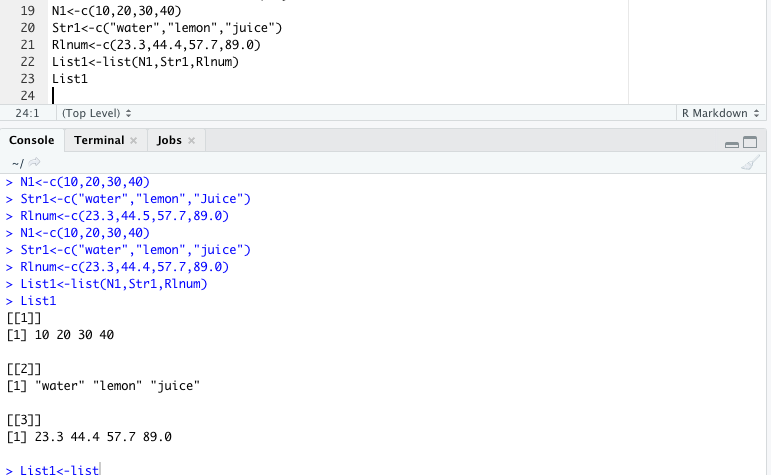 19 N1<-c(10,20,30,40)
20 Str1<-c("water","lemon","juice")
21 Rlnum<-c(23.3,44.4,57.7,89.0)
22 List1<-list(N1,Str1,Rlnum)
23 List1
24
24:1 (Top Level) R Markdown
Console Terminal Jobs
~/
> N1<-c(10,20,30,40)
> Str1<-c("water","lemon","Juice")
> Rlnum<-c(23.3,44.5,57.7,89.0)
> N1<-c(10,20,30,40)
> Str1<-c("water","lemon","juice")
> Rlnum<-c(23.3,44.4,57.7,89.0)
> List1<-list(N1,Str1,Rlnum)
> List1
[[1]]
[1] 10 20 30 40
[[2]]
[1] "water" "lemon" "juice"
[[3]]
[1] 23.3 44.4 57.7 89.0
> List1<-list